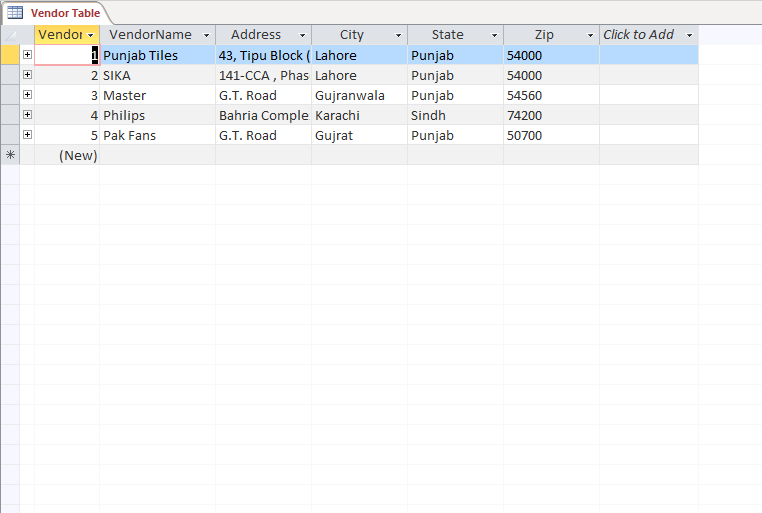 Vendor Table
Vendor VendorName Address City State Zip Click to Add
1 Punjab Tiles 43, Tipu Block ( Lahore Punjab 54000
2 SIKA 141-CCA , Phas Lahore Punjab 54000
3 Master G.T. Road Gujranwala Punjab 54560
4 Philips Bahria Comple Karachi Sindh 74200
5 Pak Fans G.T. Road Gujrat Punjab 50700
(New)